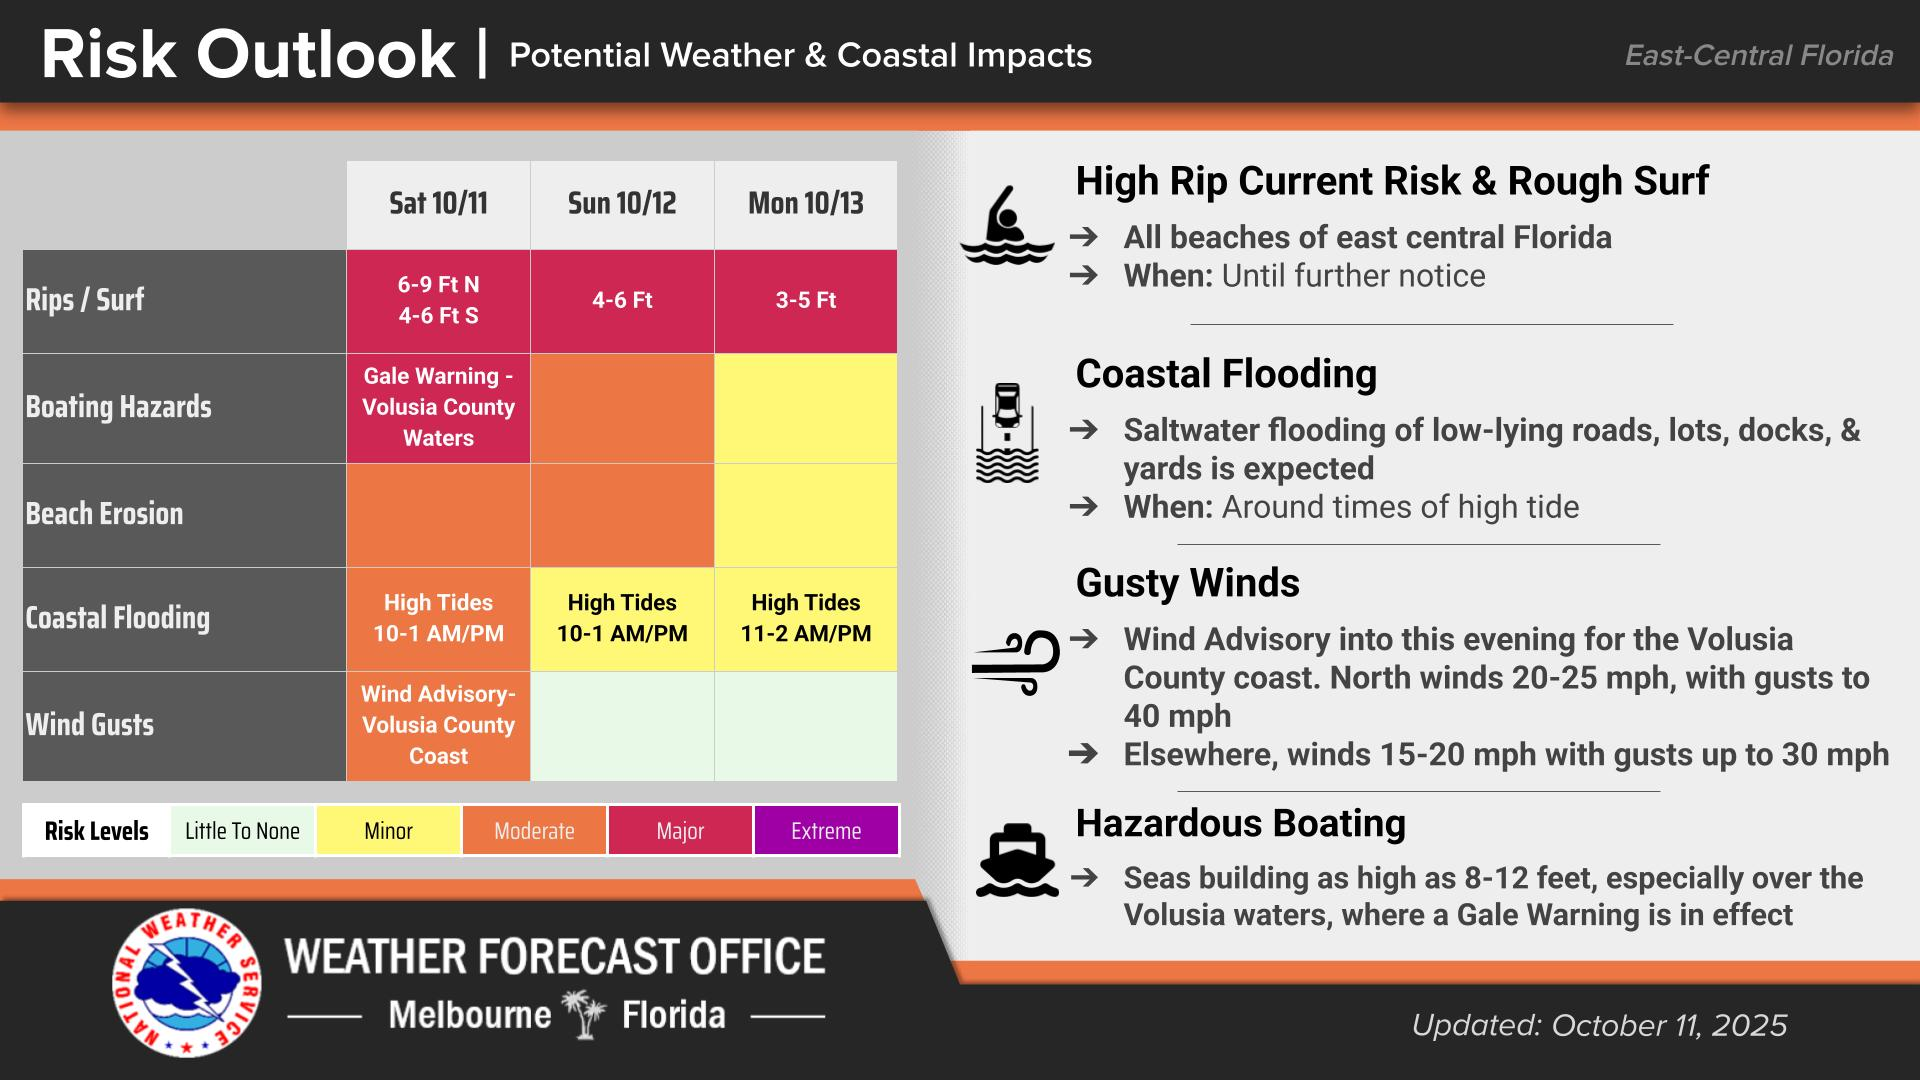 Risk Outlook | Potential Weather & Coastal Impacts
East-Central Florida
Sat 10/11
Sun 10/12
Mon 10/13
Rips / Surf
6-9 Ft N
4-6 Ft S
4-6 Ft
3-5 Ft
Boating Hazards
Gale Warning -
Volusia County
Waters
Beach Erosion
Coastal Flooding
High Tides
10-1 AM/PM
High Tides
10-1 AM/PM
High Tides
11-2 AM/PM
Wind Gusts
Wind Advisory-
Volusia County
Coast
Risk Levels
Little To None
Minor
Moderate
Major
Extreme
High Rip Current Risk & Rough Surf
➔ All beaches of east central Florida
➔ When: Until further notice
Coastal Flooding
➔ Saltwater flooding of low-lying roads, lots, docks, &
yards is expected
➔ When: Around times of high tide
Gusty Winds
➔ Wind Advisory into this evening for the Volusia
County coast. North winds 20-25 mph, with gusts to
40 mph
➔ Elsewhere, winds 15-20 mph with gusts up to 30 mph
Hazardous Boating
➔ Seas building as high as 8-12 feet, especially over the
Volusia waters, where a Gale Warning is in effect
NATIONAL WEATHER SERVICE
WEATHER FORECAST OFFICE
Melbourne Florida
Updated: October 11, 2025